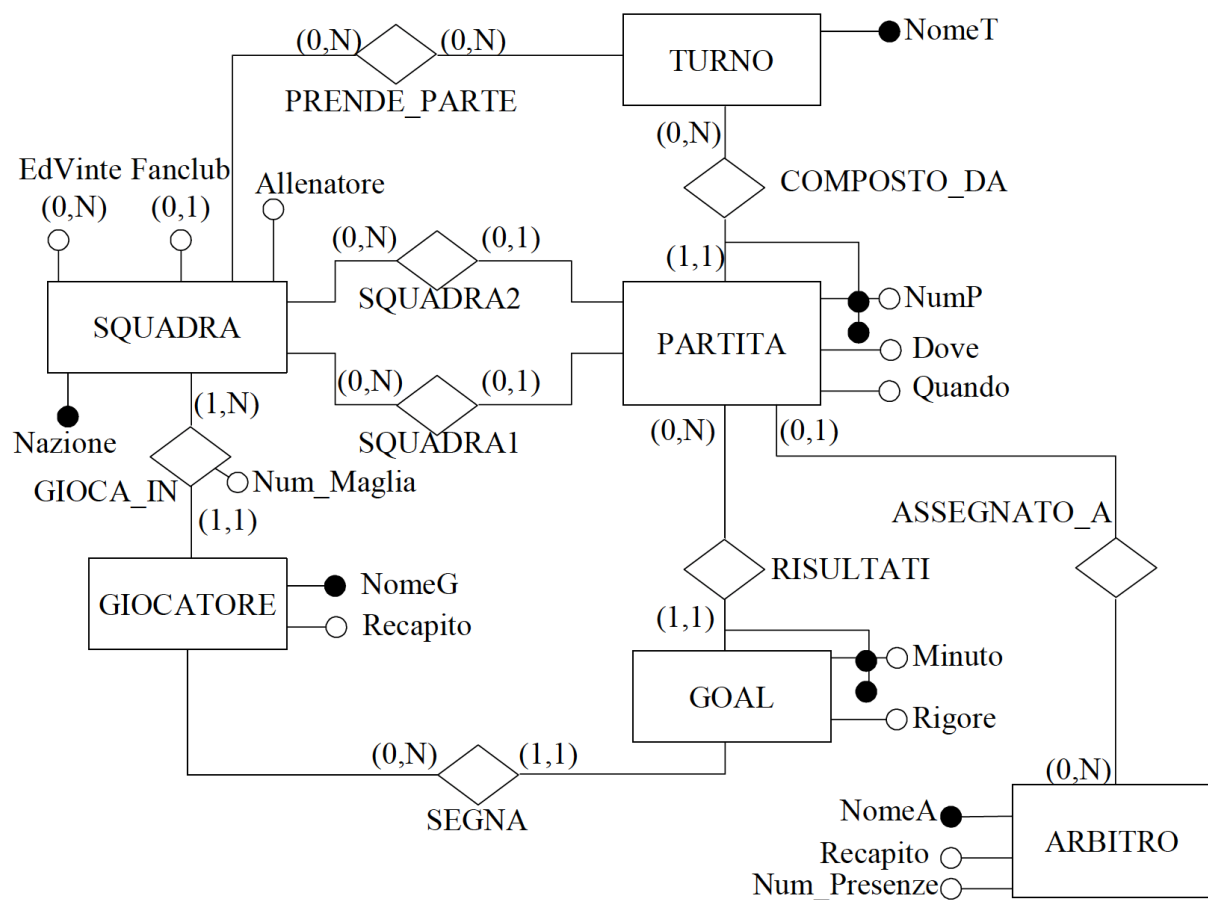 (0,N) (0,N) TURNO NomeT
PRENDE_PARTE
(0,N)
EdVinte Fanclub Allenatore COMPOSTO_DA
(0,N) (0,1)
(0,N) (0,1) (1,1)
SQUADRA2 NumP
SQUADRA PARTITA Dove
(0,N) (0,1) Quando
(1,N) (0,N) (0,1)
Nazione SQUADRA1
GIOCA_IN Num_Maglia
(1,1) ASSEGNATO_A
RISULTATI
GIOCATORE NomeG
Recapito (1,1)
Minuto
GOAL
Rigore
(0,N) (1,1)
SEGNA (0,N)
NomeA
Recapito ARBITRO
Num_Presenze